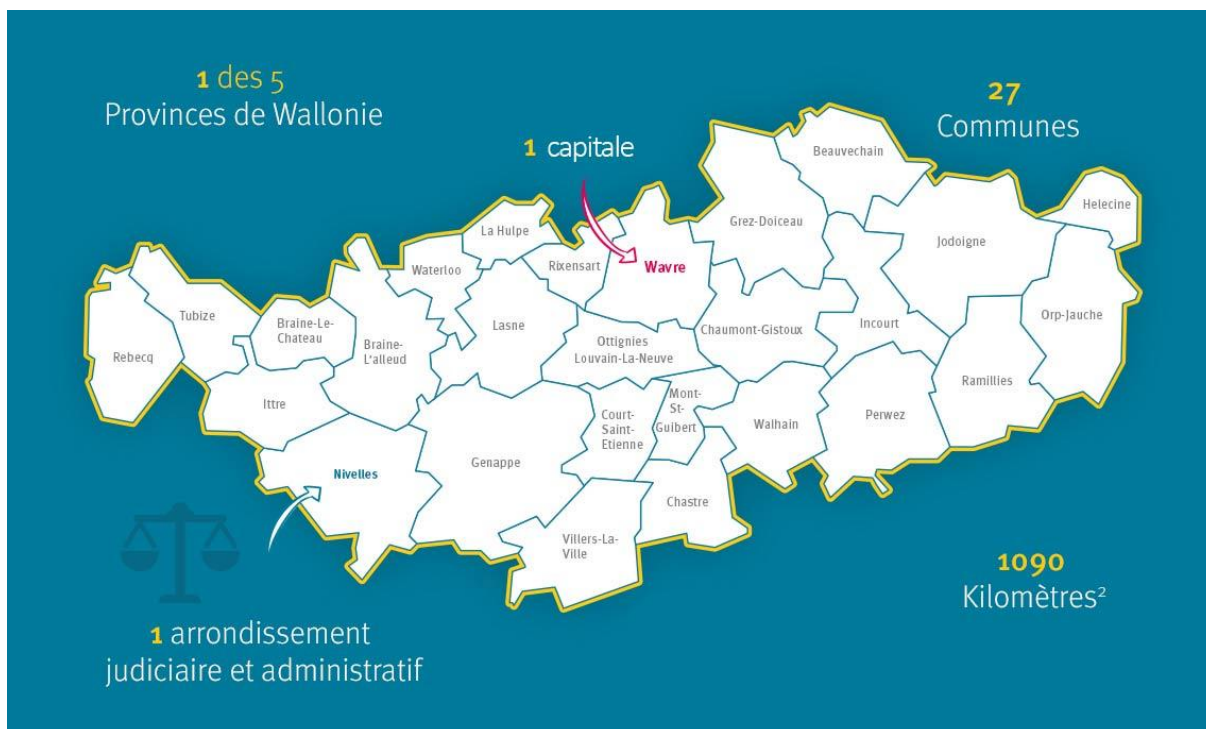 1 des 5
Provinces de Wallonie
27
Communes
1 capitale
Beauvechain
Helecine
Grez-Doiceau
La Hulpe
Jodoigne
Waterloo
Rixensart
Wavre
Tubize
Braine-Le-
Chateau
Lasne
Orp-Jauche
Rebecq
Braine-
L'alleud
Ottignies
Louvain-La-Neuve
Chaumont-Gistoux
Incourt
Ramillies
Ittre
Mont-
St-
Guibert
Court-
Saint-
Etienne
Walhain
Perwez
Nivelles
Genappe
Chastre
Villers-La-
Ville
1090
Kilomètres²
1 arrondissement
judiciaire et administratif